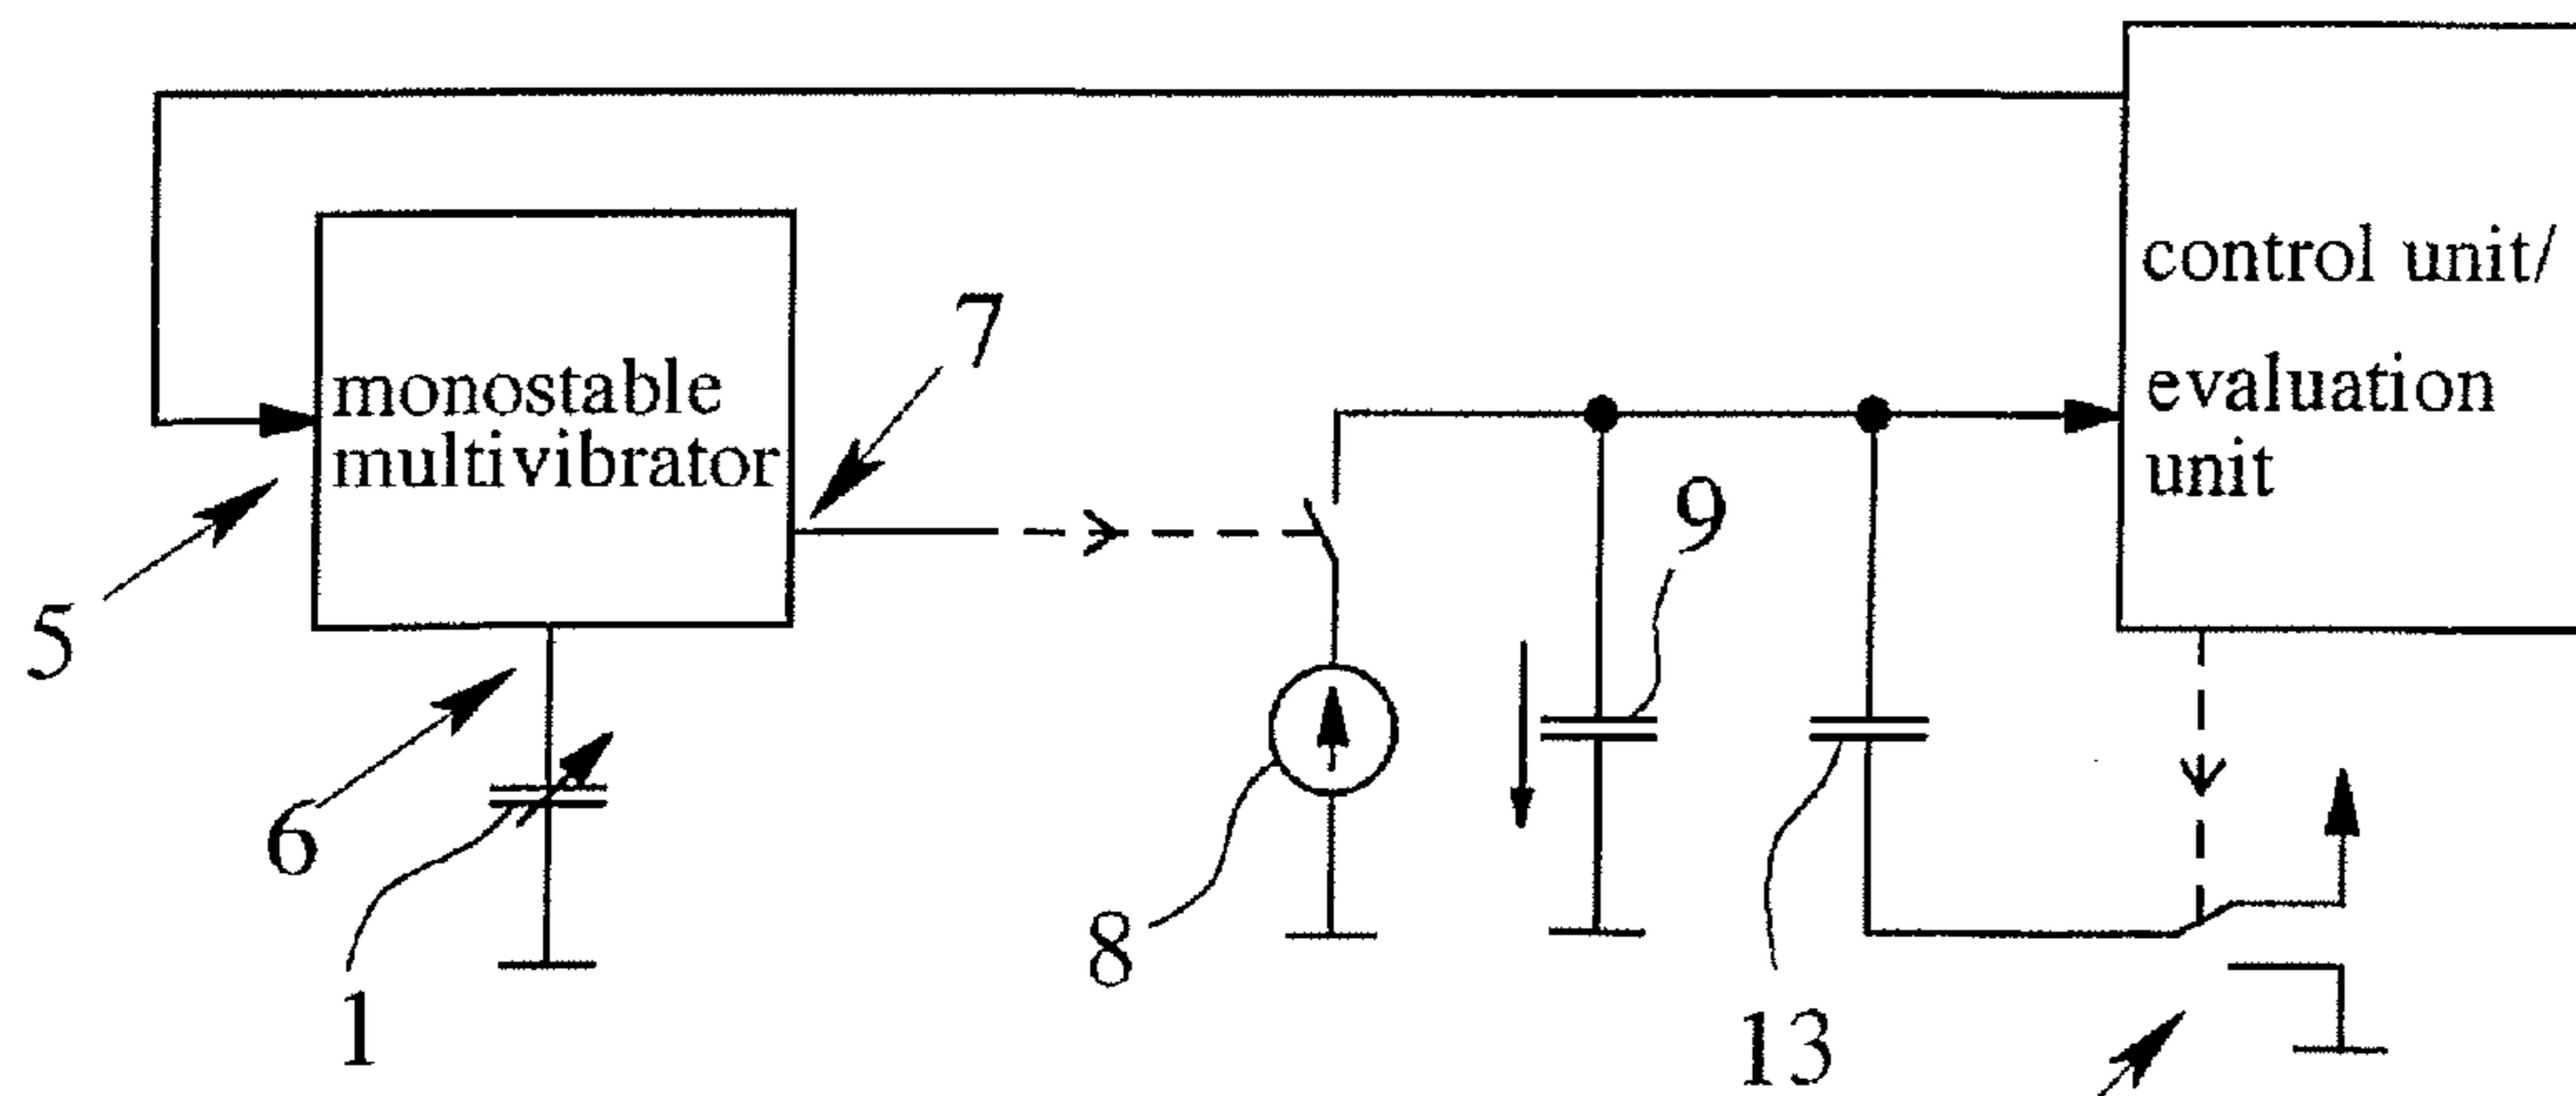 control unit/
evaluation
unit
monostable
multivibrator
7
9
5
6
8
1
13